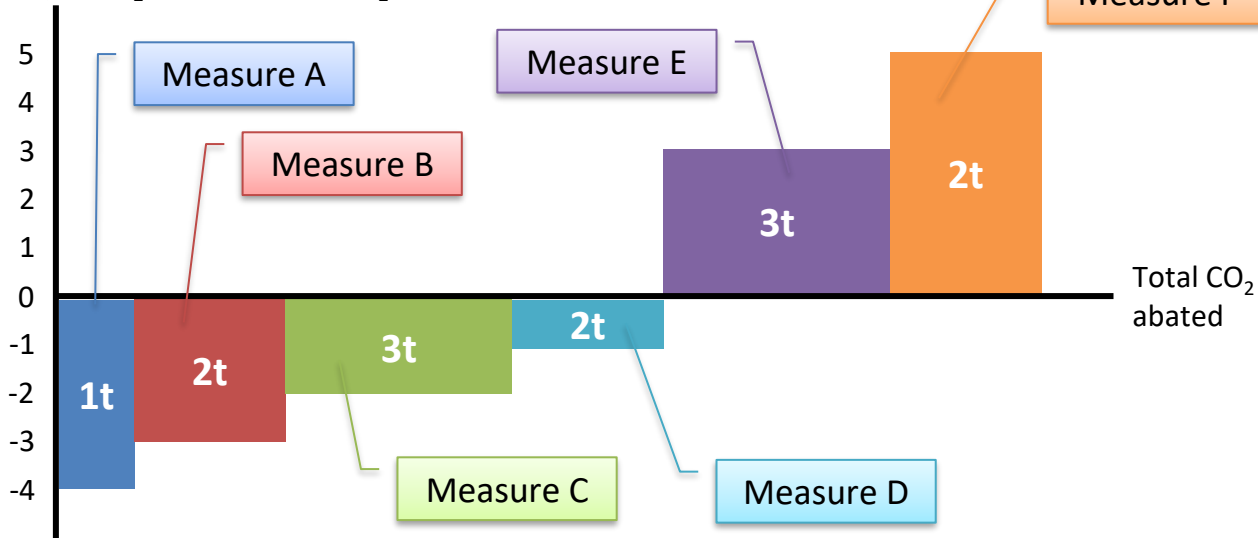 Measure A
Measure B
Measure E
5
4
3
2
1
0
-1
-2
-3
-4
1t
2t
3t
2t
3t
2t
Total CO₂
abated
Measure C
Measure D
Measure